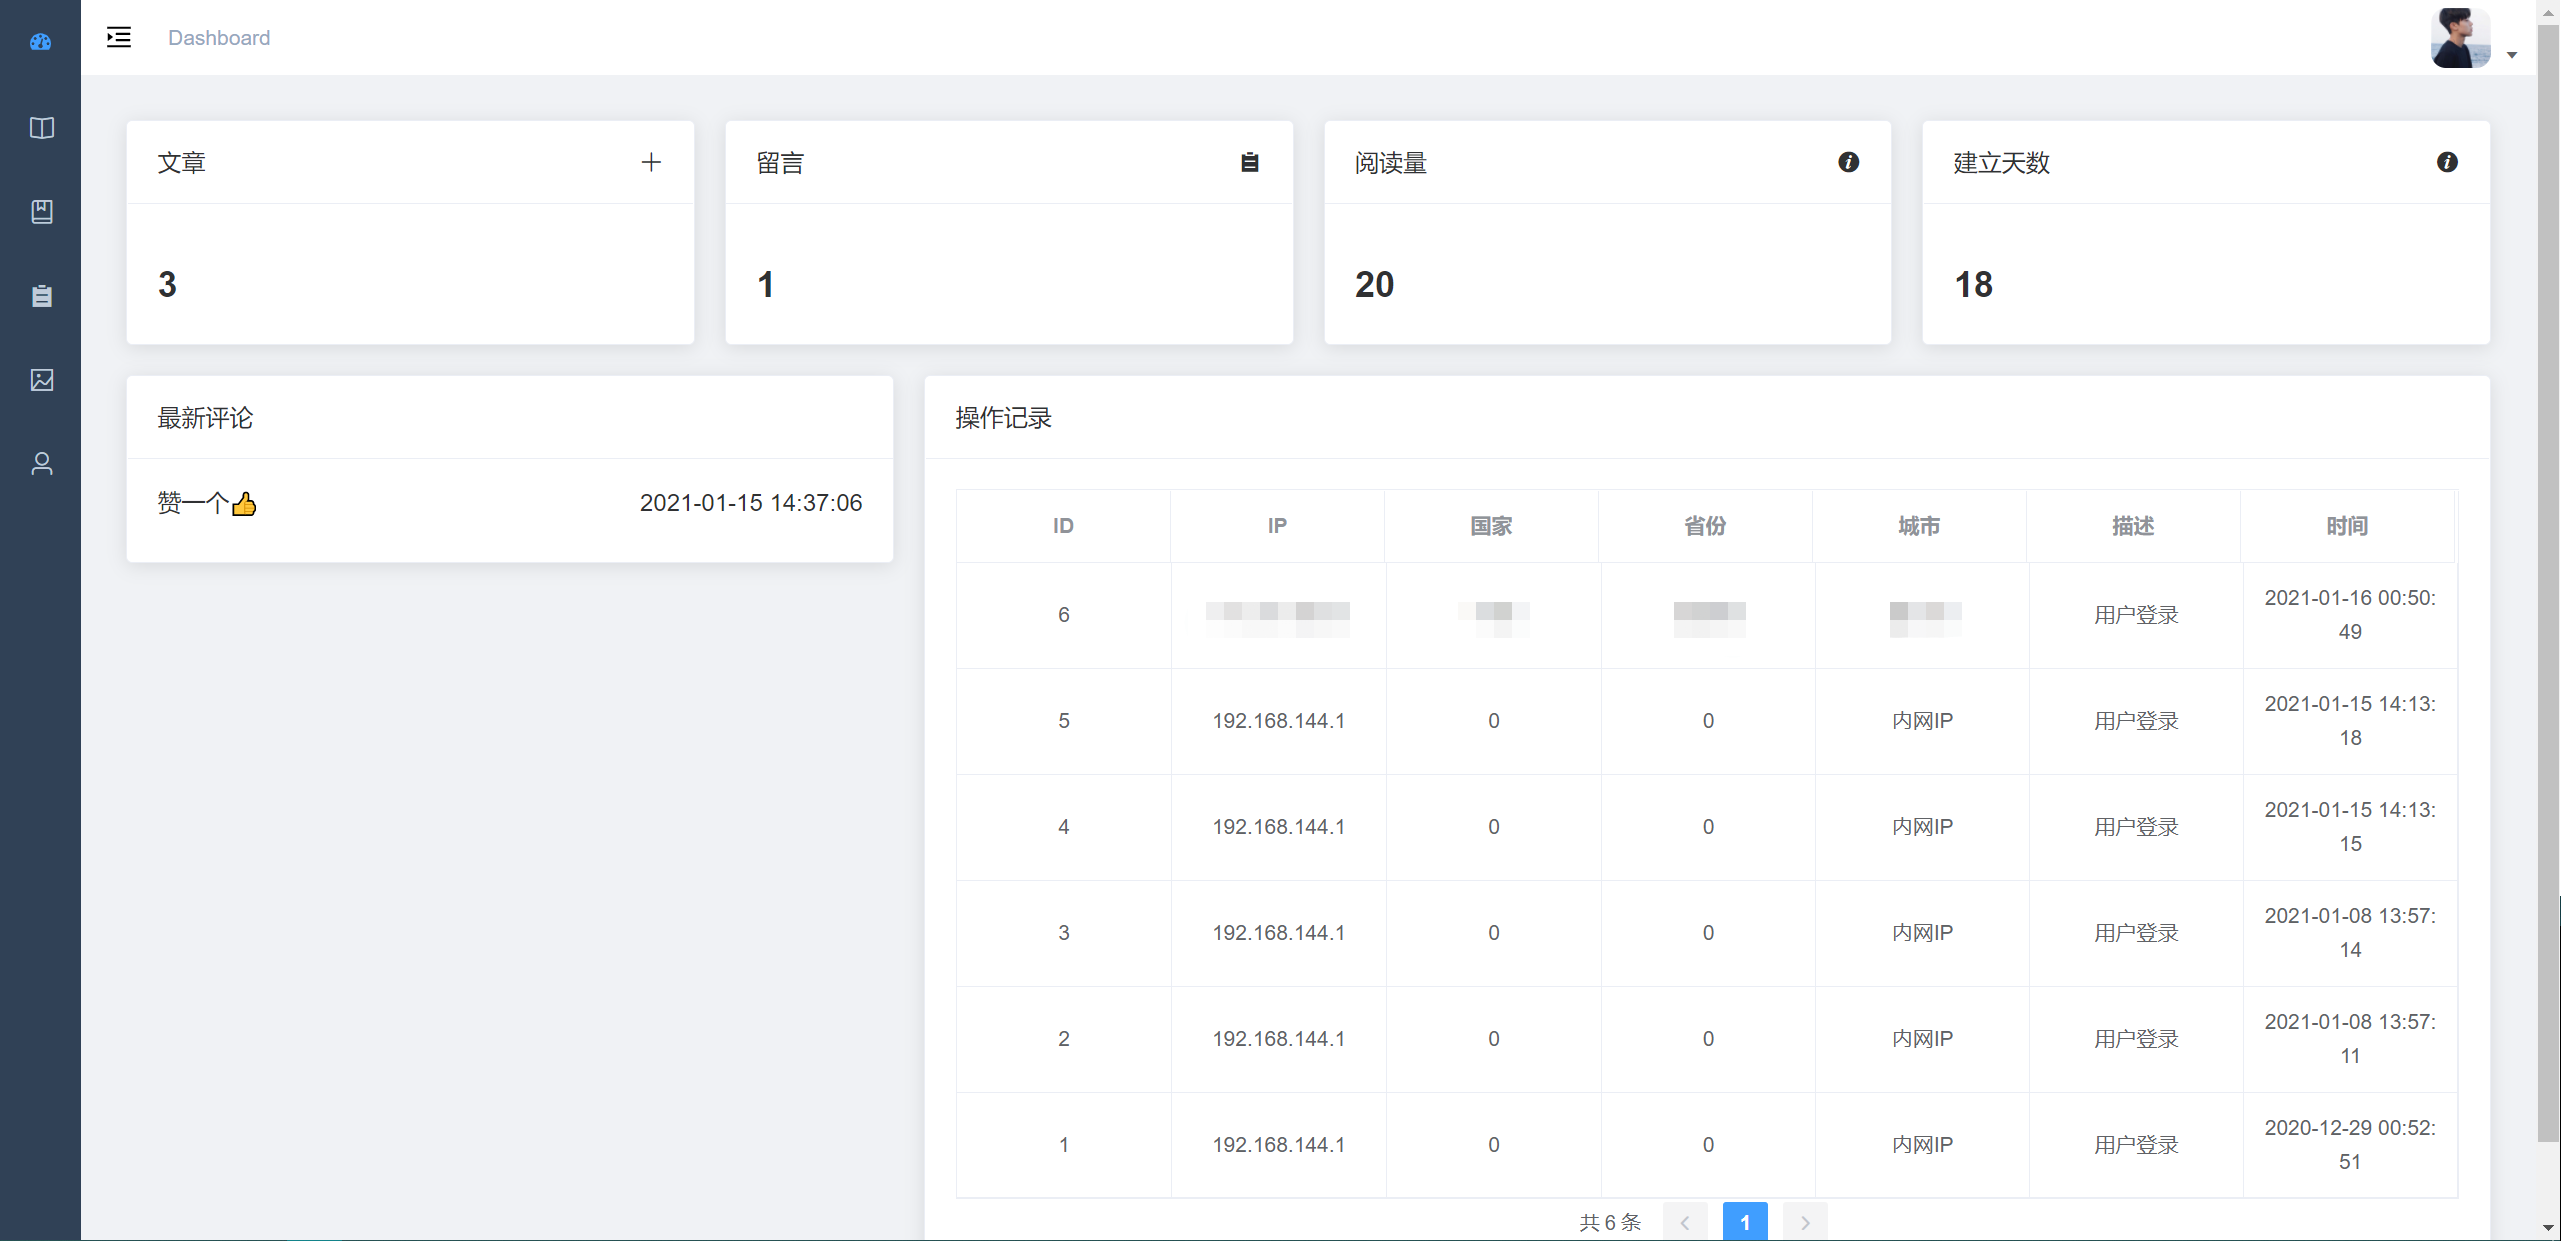 Dashboard
文章
3
留言
1
阅读量
20
建立天数
18
最新评论
赞一个👍 2021-01-15 14:37:06
操作记录
ID IP 国家 省份 城市 描述 时间
6 用户登录 2021-01-16 00:50:
49
5 192.168.144.1 0 0 内网IP 用户登录 2021-01-15 14:13:
18
4 192.168.144.1 0 0 内网IP 用户登录 2021-01-15 14:13:
15
3 192.168.144.1 0 0 内网IP 用户登录 2021-01-08 13:57:
14
2 192.168.144.1 0 0 内网IP 用户登录 2021-01-08 13:57:
11
1 192.168.144.1 0 0 内网IP 用户登录 2020-12-29 00:52:
51
共 6 条 1